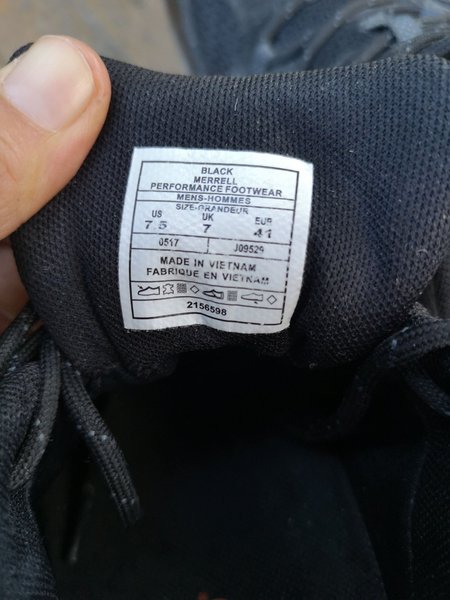 BLACK
MERRELL
PERFORMANCE FOOTWEAR
MENS-HOMMES
SIZE-GRANDEUR
US UK EUR
7.5 7 41
0517 J09529
MADE IN VIETNAM
FABRIQUE EN VIETNAM
2156598